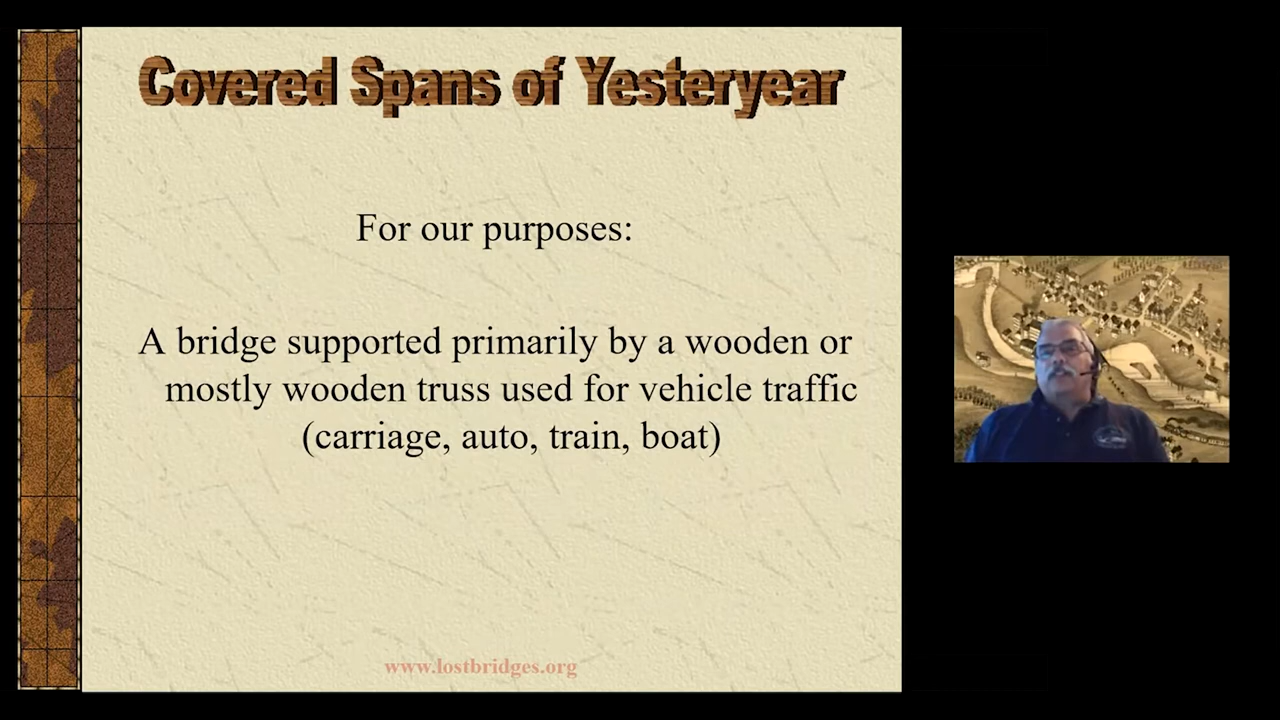 Covered Spans of Yesteryear
For our purposes:
A bridge supported primarily by a wooden or
mostly wooden truss used for vehicle traffic
(carriage, auto, train, boat)
www.lostbridges.org